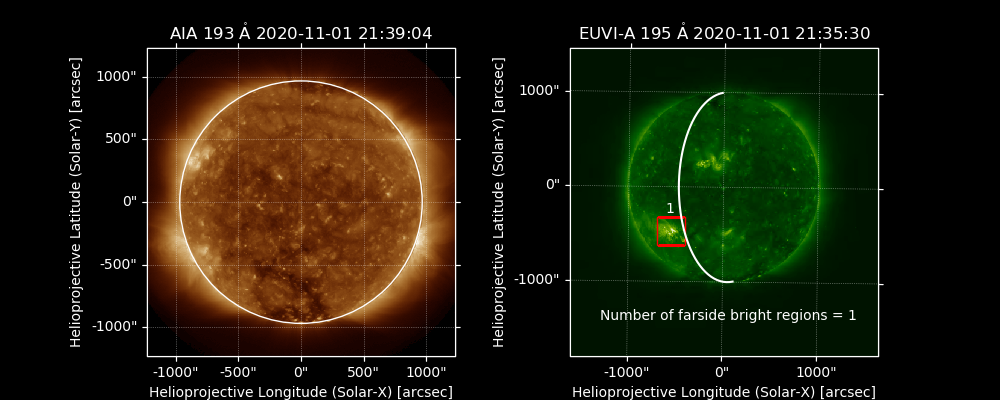 AIA 193 Å 2020-11-01 21:39:04
Helioprojective Latitude (Solar-Y) [arcsec]
1000"
500"
0"
-500"
-1000"
-1000" -500" 0" 500" 1000"
Helioprojective Longitude (Solar-X) [arcsec]
EUVI-A 195 Å 2020-11-01 21:35:30
Helioprojective Latitude (Solar-Y) [arcsec]
1000"
0"
-1000"
1
Number of farside bright regions = 1
-1000" 0" 1000"
Helioprojective Longitude (Solar-X) [arcsec]